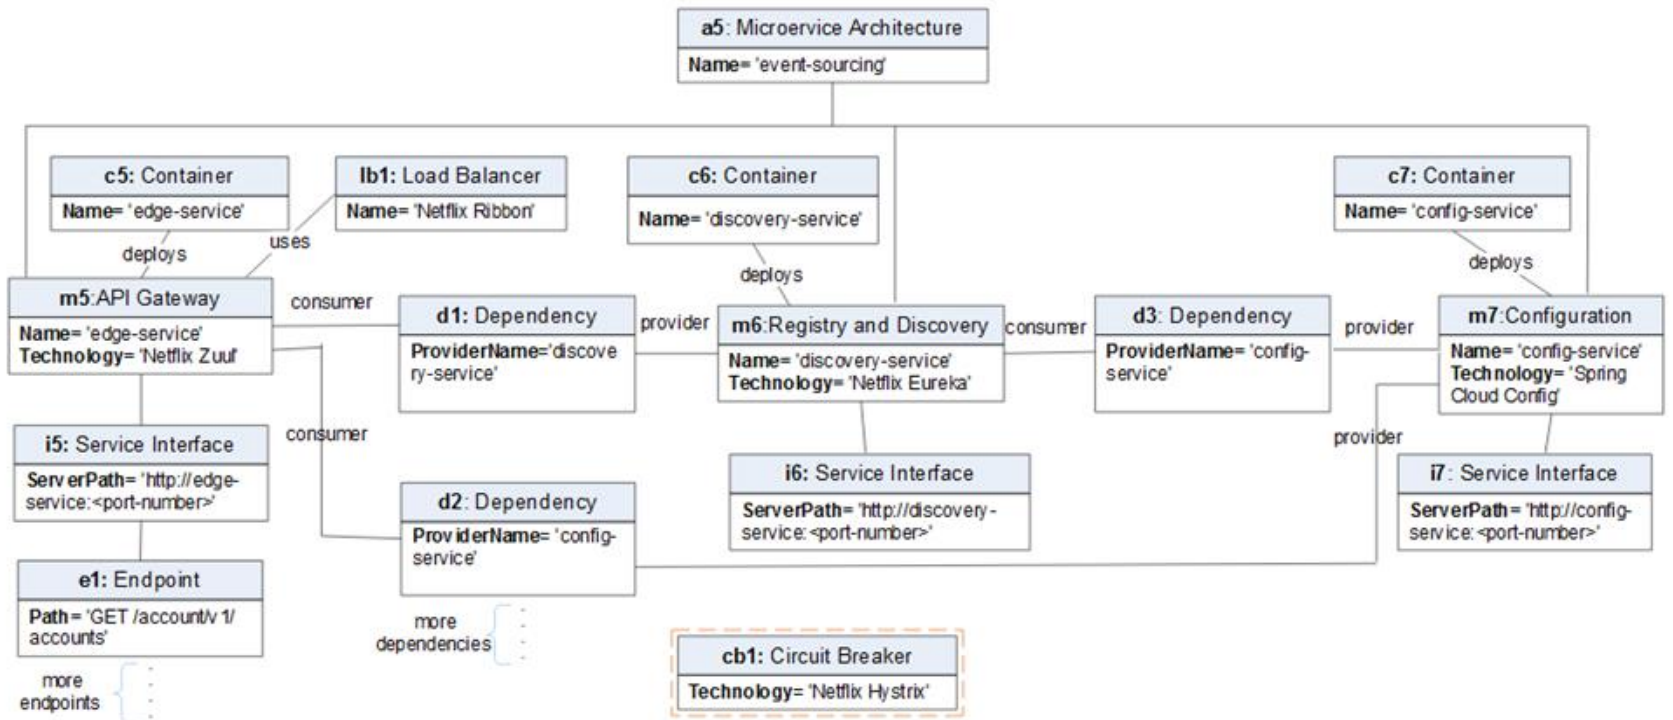 a5: Microervice Architecture
Name= 'event-sourcing'
c5: Container
Name= 'edge-service'
lb1: Load Balancer
Name= 'Netflix Ribbon'
c6: Container
Name= 'discovery-service'
c7: Container
Name= 'config-service'
deploys
uses
deploys
deploys
m5:API Gateway
Name= 'edge-service'
Technology= 'Netflix Zuul'
consumer
d1: Dependency
ProviderName='discove
ry-service'
provider
m6:Registry and Discovery
Name= 'discovery-service'
Technology= 'Netflix Eureka'
consumer
d3: Dependency
ProviderName= 'config-
service'
provider
m7:Configuration
Name= 'config-service'
Technology= 'Spring
Cloud Config'
consumer
provider
i5: Service Interface
ServerPath= 'http://edge-
service:<port-number>'
d2: Dependency
ProviderName= 'config-
service'
i6: Service Interface
ServerPath= 'http://discovery-
service:<port-number>'
i7: Service Interface
ServerPath= 'http://config-
service:<port-number>'
e1: Endpoint
Path= 'GET /account/v1/
accounts'
more
dependencies
cb1: Circuit Breaker
Technology= 'Netflix Hystrix'
more
endpoints